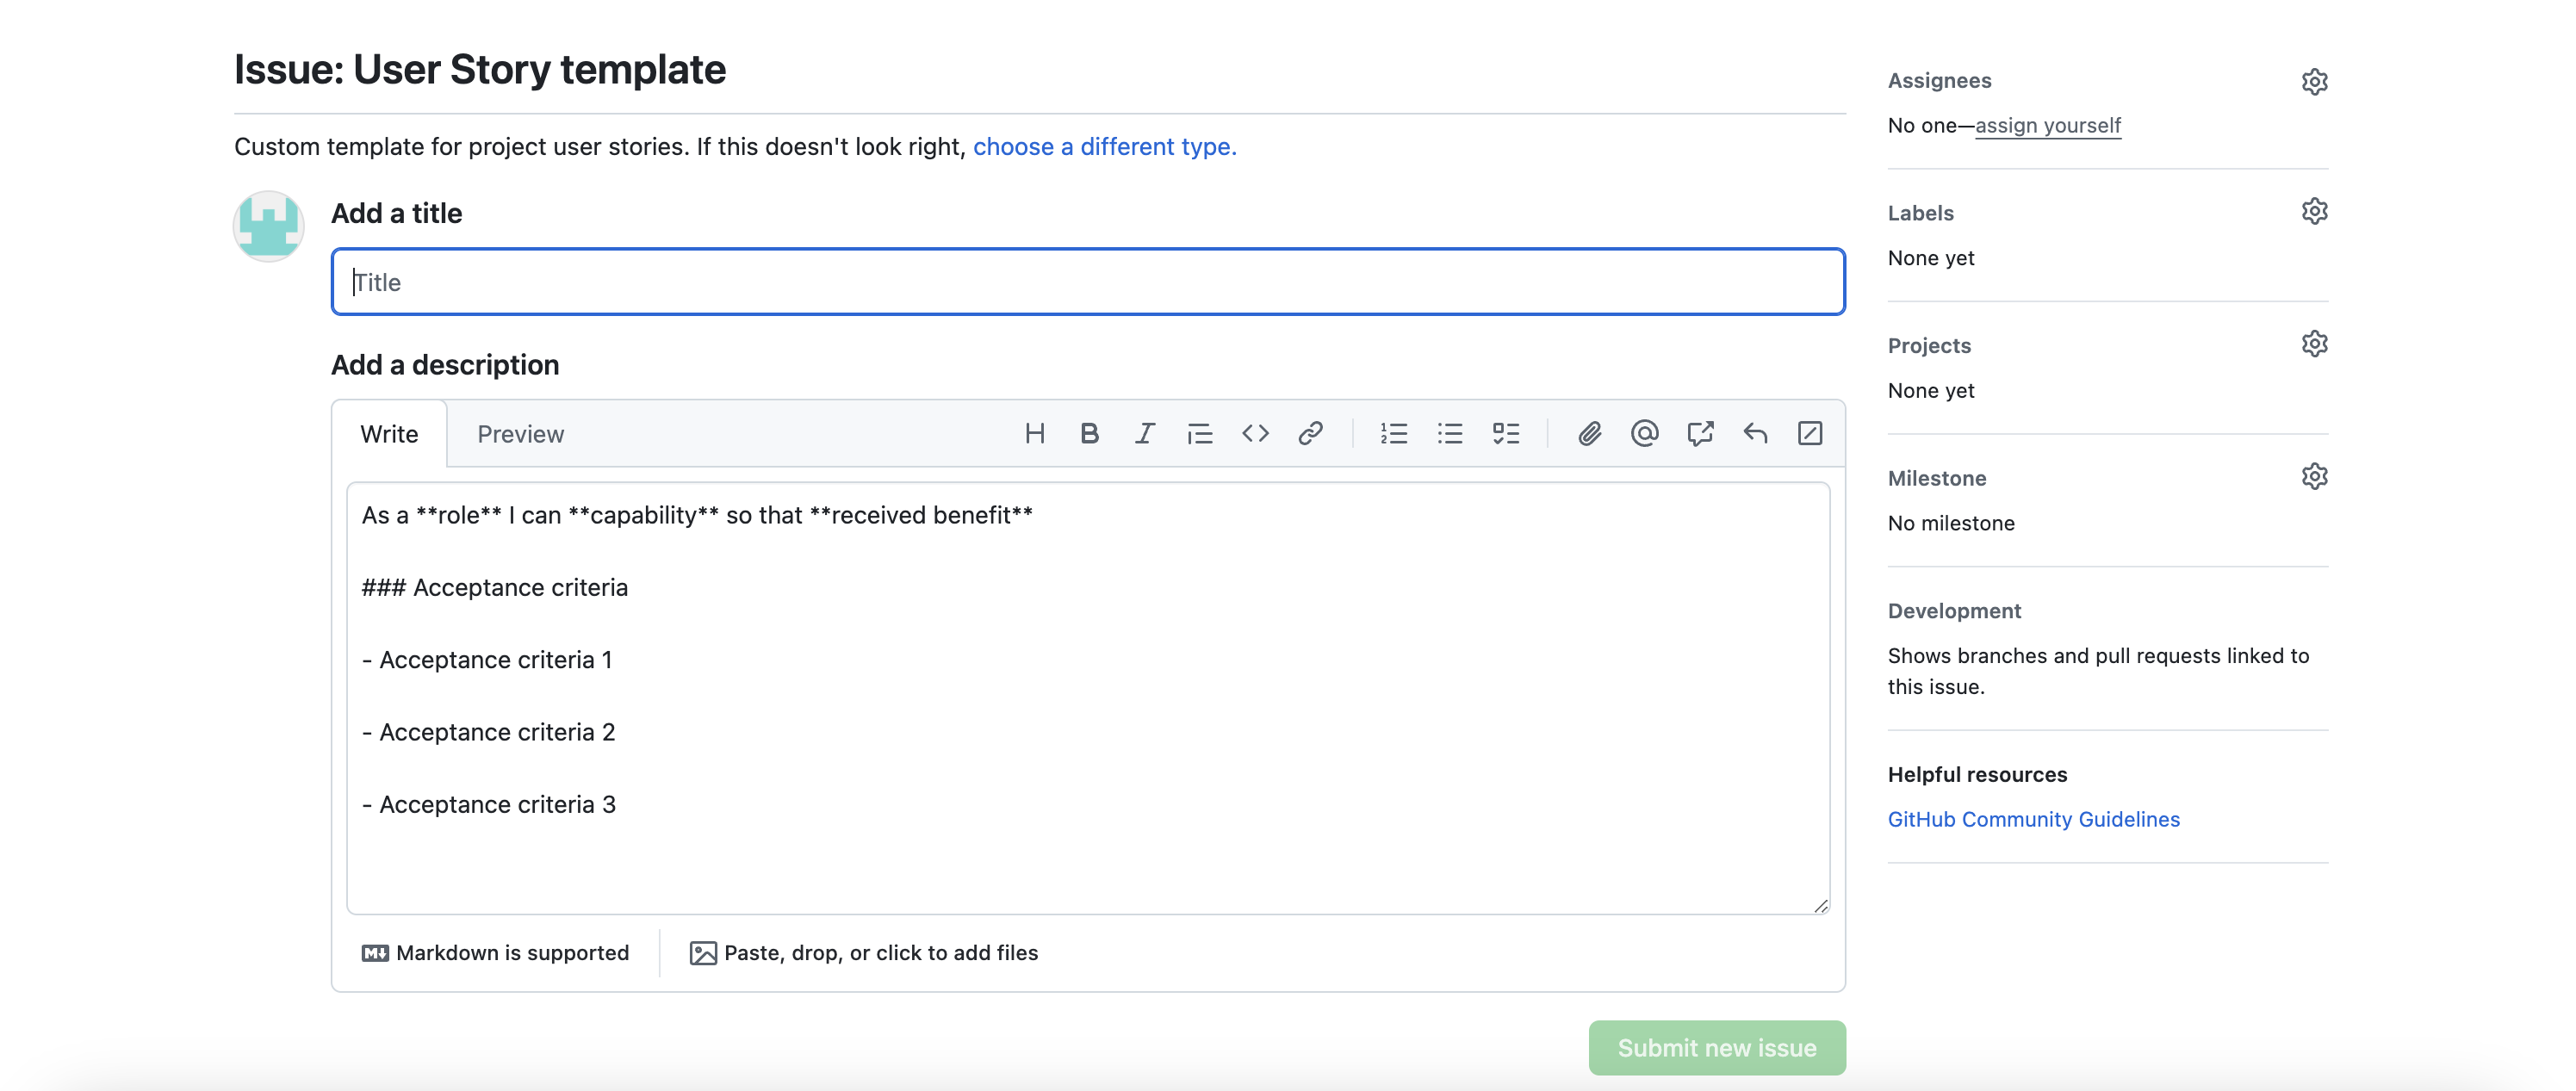 Issue: User Story template
Custom template for project user stories. If this doesn't look right, choose a different type.
Add a title
Title
Add a description
Write
Preview
As a **role** I can **capability** so that **received benefit**
### Acceptance criteria
- Acceptance criteria 1
- Acceptance criteria 2
- Acceptance criteria 3
Markdown is supported
Paste, drop, or click to add files
Submit new issue
Assignees
No one—assign yourself
Labels
None yet
Projects
None yet
Milestone
No milestone
Development
Shows branches and pull requests linked to
this issue.
Helpful resources
GitHub Community Guidelines